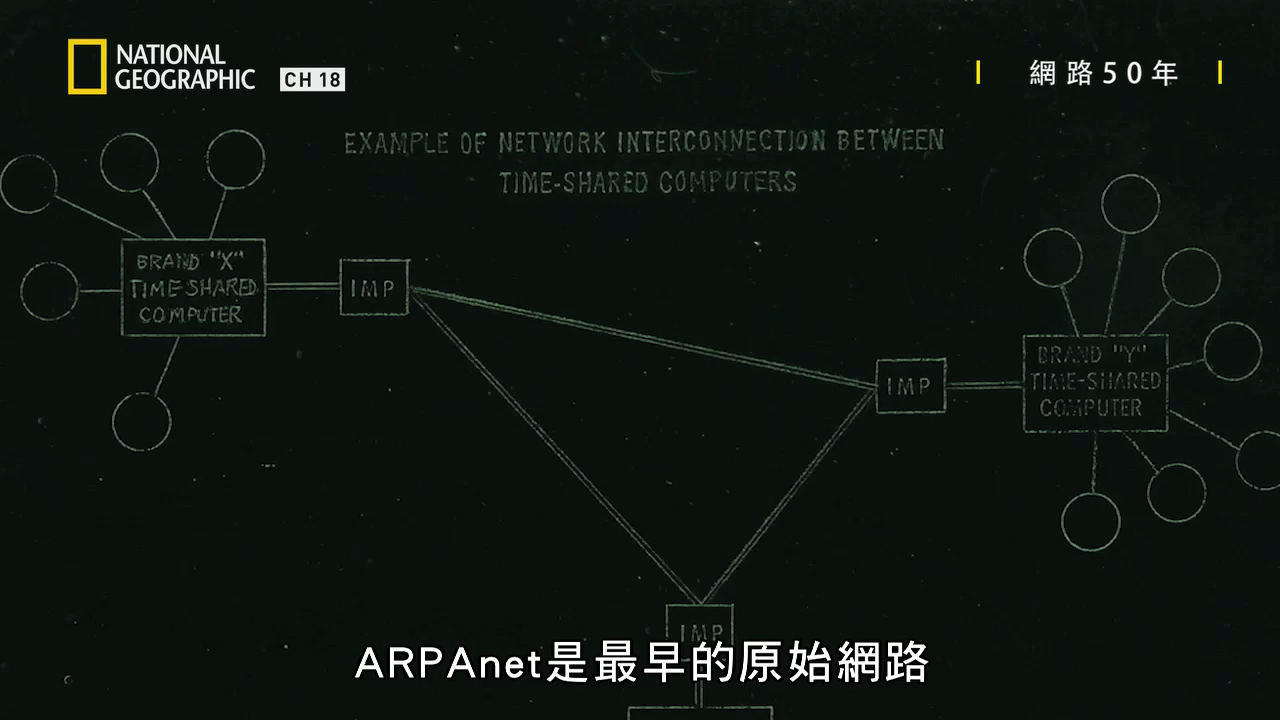 NATIONAL
GEOGRAPHIC
CH 18
網路50年
EXAMPLE OF NETWORK INTERCONNECTION BETWEEN
TIME-SHARED COMPUTERS
BRAND "X"
TIME-SHARED
COMPUTER
IMP
IMP
BRAND "Y"
TIME-SHARED
COMPUTER
IMP
ARPAnet是最早的原始網路